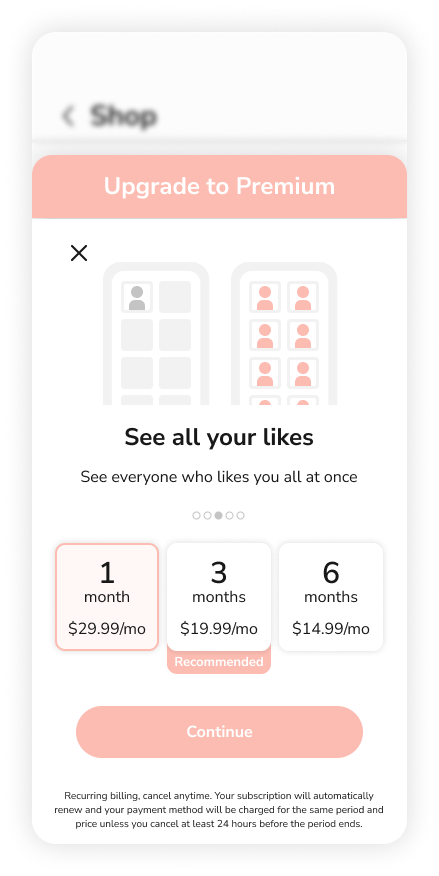 Shop
Upgrade to Premium
See all your likes
See everyone who likes you all at once
1
month
$29.99/mo
3
months
$19.99/mo
Recommended
6
months
$14.99/mo
Continue
Recurring billing, cancel anytime. Your subscription will automatically
renew and your payment method will be charged for the same period and
price unless you cancel at least 24 hours before the period ends.